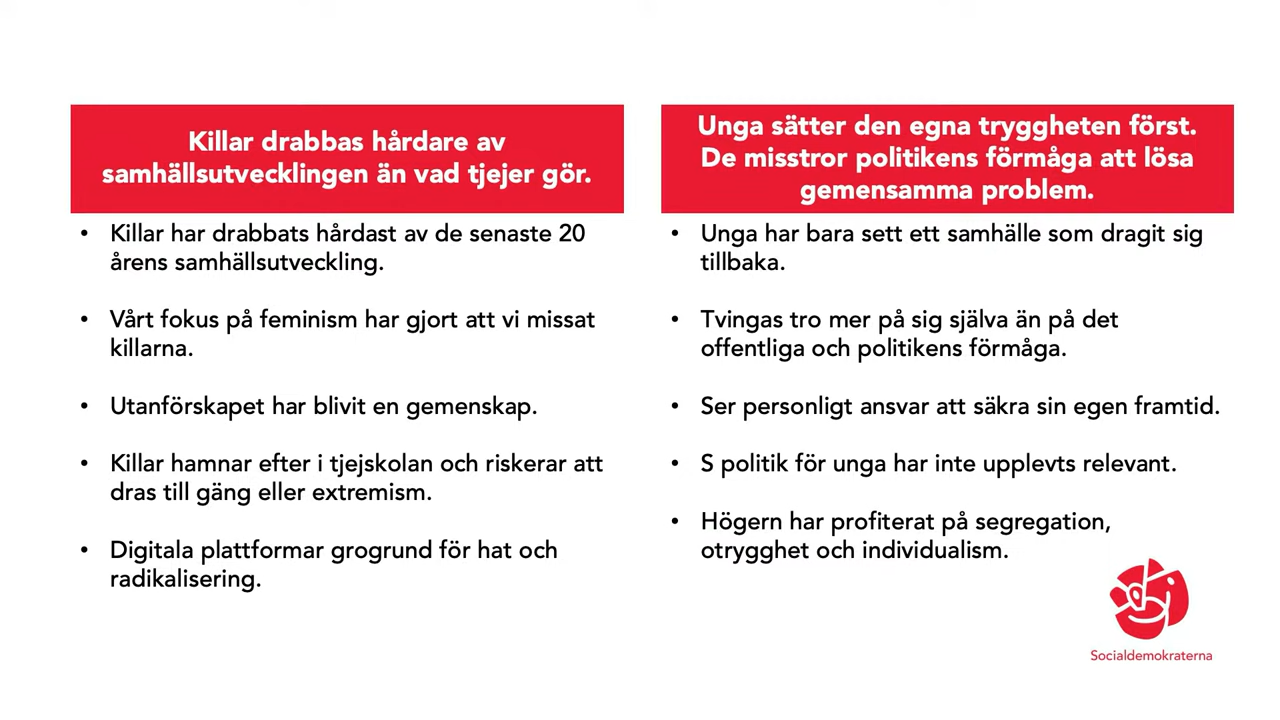 Killar drabbas hårdare av
samhällsutvecklingen än vad tjejer gör.
• Killar har drabbats hårdast av de senaste 20
årens samhällsutveckling.
• Vårt fokus på feminism har gjort att vi missat
killarna.
• Utanförskapet har blivit en gemenskap.
• Killar hamnar efter i tjejskolan och riskerar att
dras till gäng eller extremism.
• Digitala plattformar grogrund för hat och
radikalisering.
Unga sätter den egna tryggheten först.
De misstror politikens förmåga att lösa
gemensamma problem.
• Unga har bara sett ett samhälle som dragit sig
tillbaka.
• Tvingas tro mer på sig själva än på det
offentliga och politikens förmåga.
• Ser personligt ansvar att säkra sin egen framtid.
• S politik för unga har inte upplevts relevant.
• Högern har profiterat på segregation,
otrygghet och individualism.
Socialdemokraterna